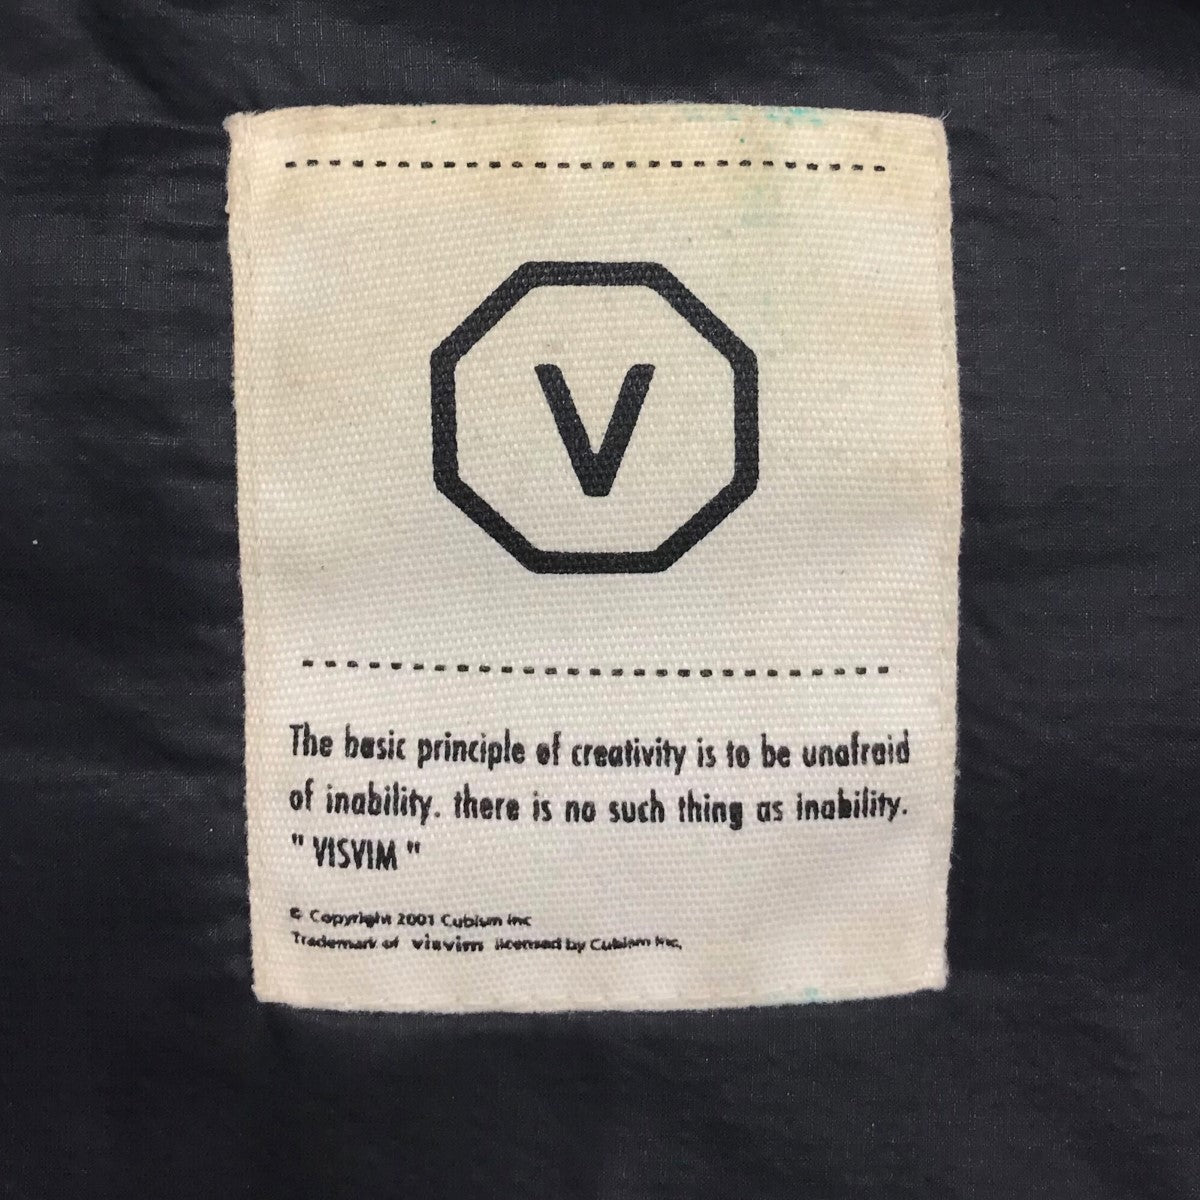 V
The basic principle of creativity is to be unafraid
of inability. there is no such thing as inability.
" VISVIM "
© Copyright 2001 Cubism Inc
Trademark of visvim licensed by Cubism Inc.